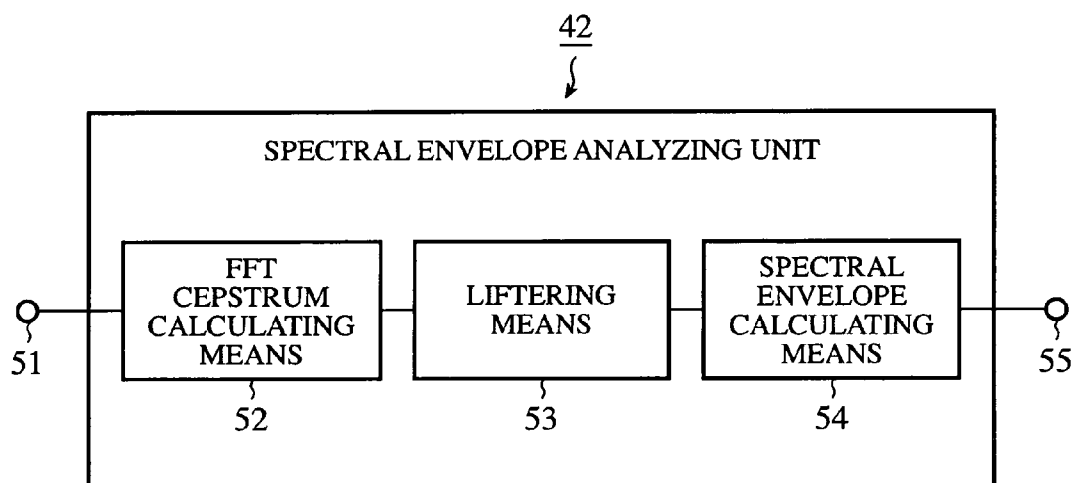 42
SPECTRAL ENVELOPE ANALYZING UNIT
FFT
CEPSTRUM
CALCULATING
MEANS
LIFTERING
MEANS
SPECTRAL
ENVELOPE
CALCULATING
MEANS
51
52
53
54
55